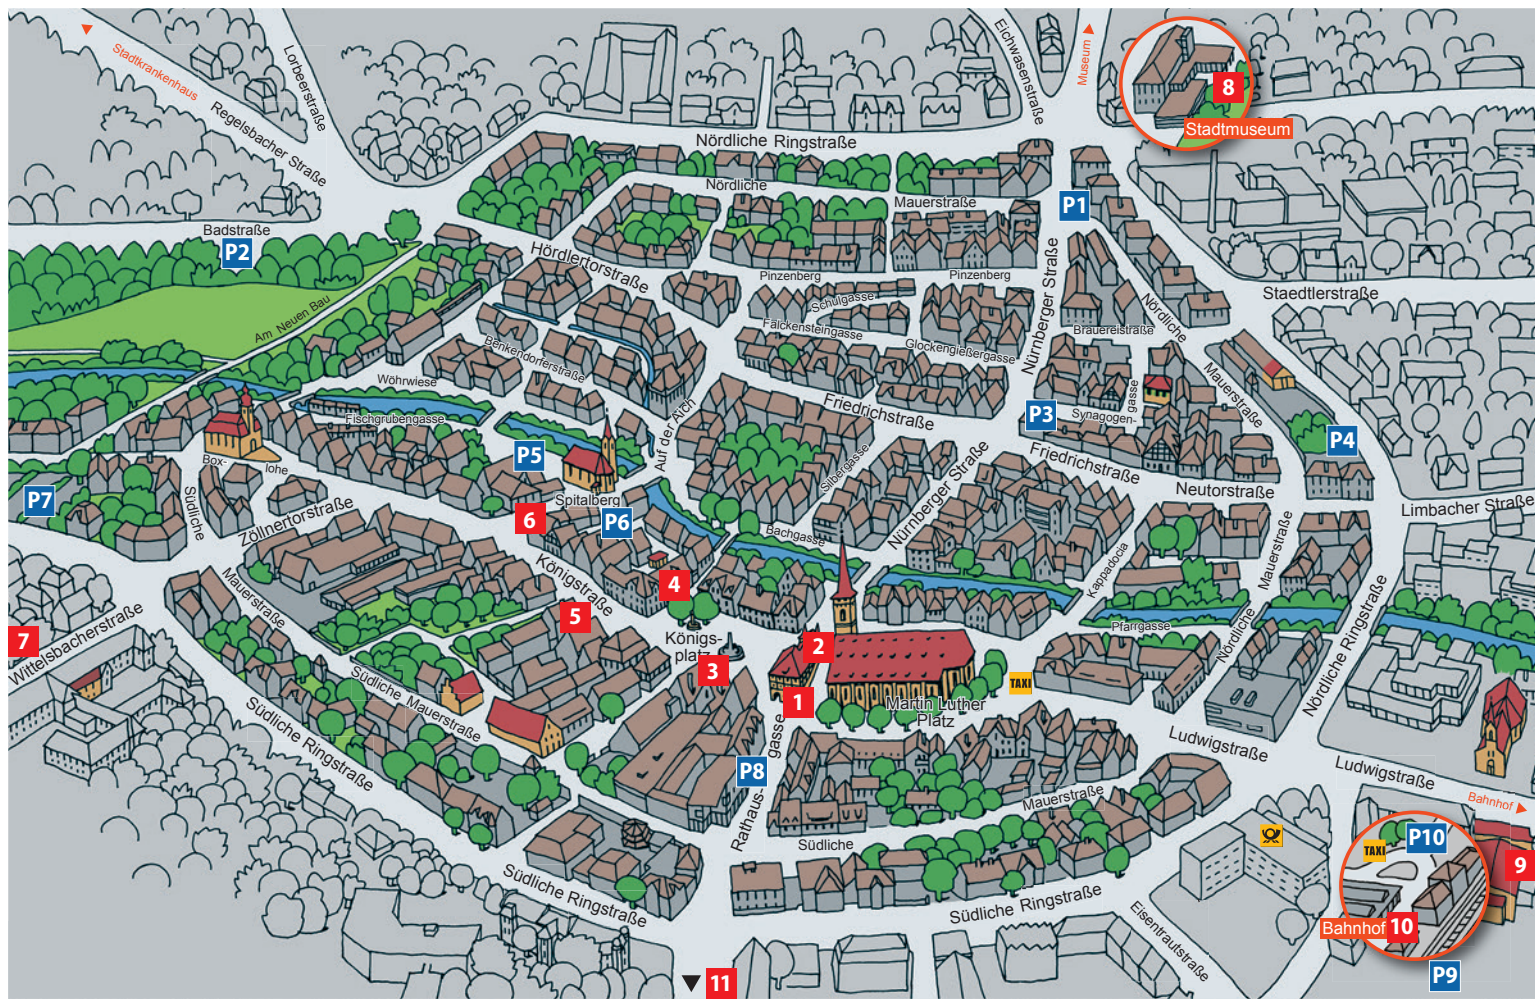 Stadtkrankenhaus
Lorberstraße
Regelsbacher Straße
Eichwasenstraße
Museum
8
Stadtmuseum
Nördliche Ringstraße
Nördliche
Mauerstraße
P1
Badstraße
P2
Hördlertorstraße
Pinzenberg
Pinzenberg
Nürnberger Straße
Staedtlerstraße
Am Neuen Bau
Schulgasse
Falckensteingasse
Glockengießergasse
Brauereistraße
Nördliche
Mauerstraße
Benkendorferstraße
Wöhrwiese
Fischgrubengasse
Auf der Aich
Friedrichstraße
P3
Synagogen-
gasse
P4
Box-
lohe
P5
Silbergasse
Nürnberger Straße
Friedrichstraße
Neutorstraße
Limbacher Straße
P7
Südliche
Zöllnertorstraße
Spitalberg
6
P6
Bachgasse
Kappadocia
Mauerstraße
Mauerstraße
Königstraße
4
5
Königs-
platz
2
3
1
Pfarrgasse
Nördliche
Nördliche Ringstraße
7
Wittelsbacherstraße
Südliche Mauerstraße
Südliche Ringstraße
TAXI
Martin Luther
Platz
Ludwigstraße
Ludwigstraße
Bahnhof
P8
Rathaus-
gasse
Mauerstraße
Südliche
Südliche Ringstraße
Südliche Ringstraße
Eisentrautstraße
TAXI
P10
9
Bahnhof
10
P9
11